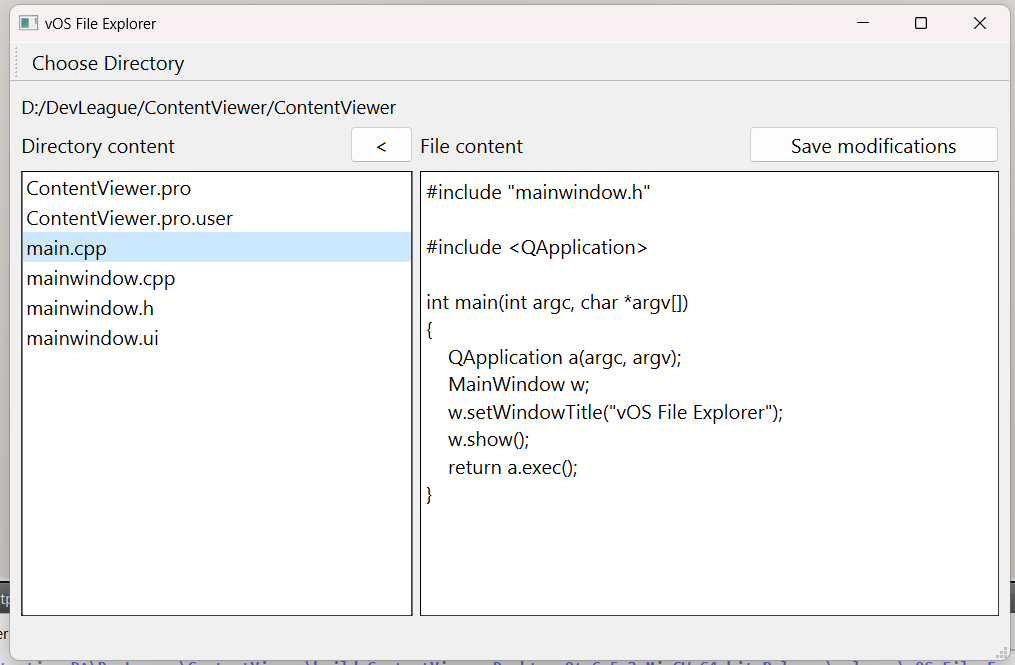 vOS File Explorer
Choose Directory
D:/DevLeague/ContentViewer/ContentViewer
Directory content
<
File content
Save modifications
ContentViewer.pro
ContentViewer.pro.user
main.cpp
mainwindow.cpp
mainwindow.h
mainwindow.ui
#include "mainwindow.h"
#include <QApplication>
int main(int argc, char *argv[])
{
QApplication a(argc, argv);
MainWindow w;
w.setWindowTitle("vOS File Explorer");
w.show();
return a.exec();
}